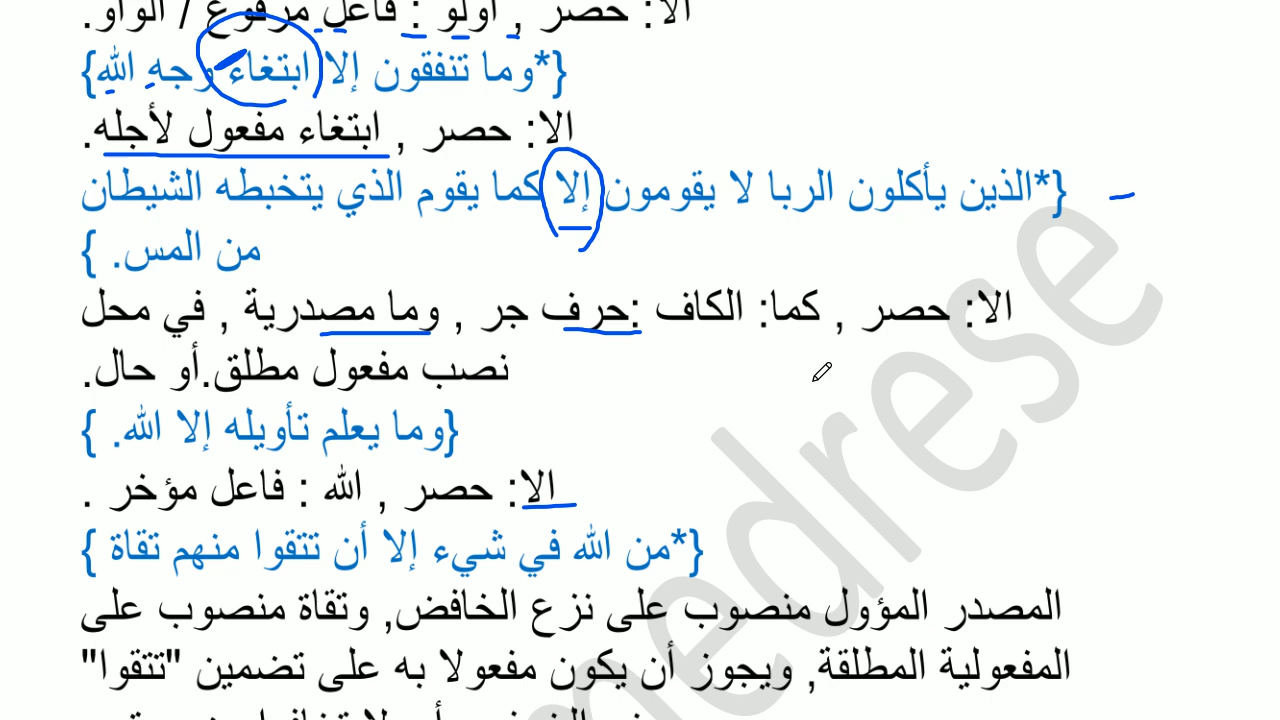 الا: حصر , أولو : فاعل مرفوع / الواو.
{*وما تنفقون إلا ابتغاء وجه الله}
الا: حصر , ابتغاء مفعول لأجله.
{*الذين يأكلون الربا لا يقومون إلا كما يقوم الذي يتخبطه الشيطان
من المس. }
الا: حصر , كما: الكاف :حرف جر , وما مصدرية , في محل
نصب مفعول مطلق.أو حال.
{وما يعلم تأويله إلا الله. }
الا: حصر , الله : فاعل مؤخر .
{*من الله في شيء إلا أن تتقوا منهم تقاة }
المصدر المؤول منصوب على نزع الخافض, وتقاة منصوب على
المفعولية المطلقة, ويجوز أن يكون مفعولا به على تضمين "تتقوا"
medrese